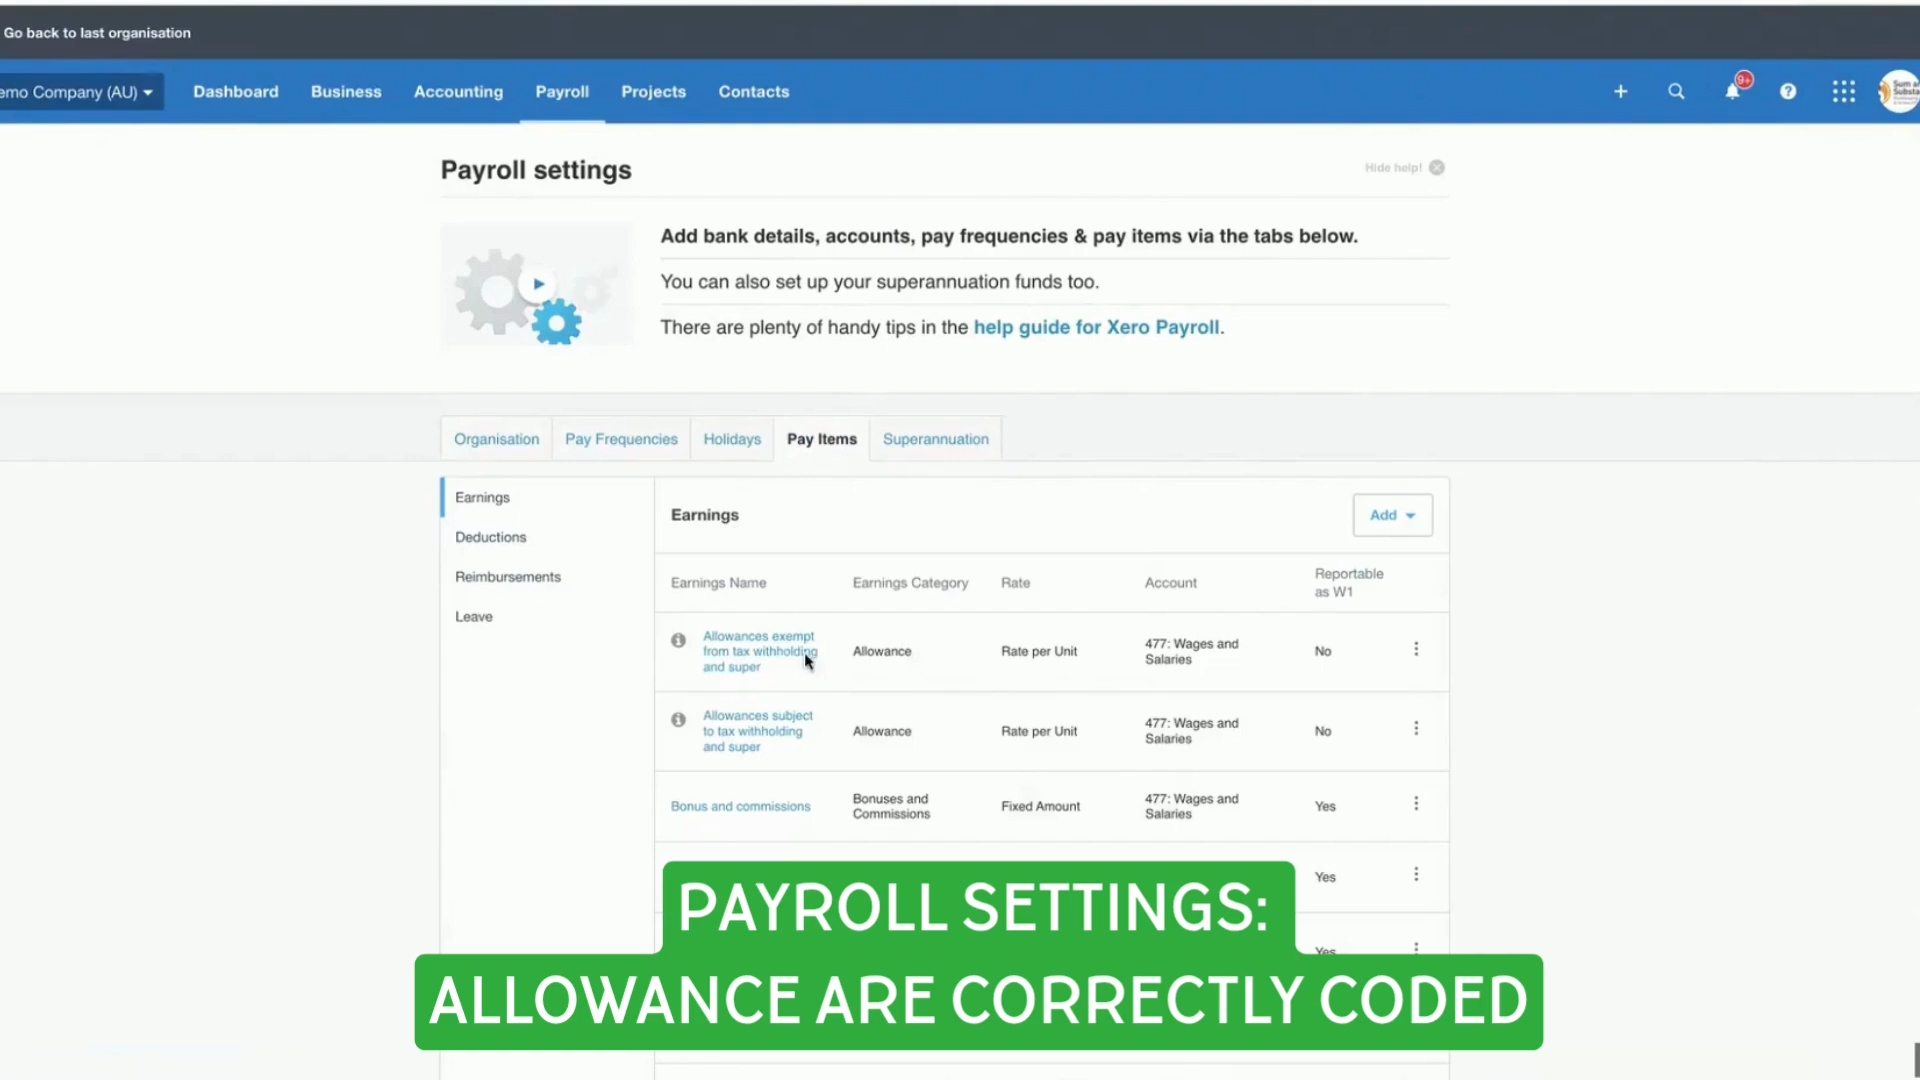 Go back to last organisation
emo Company (AU)
Dashboard
Business
Accounting
Payroll
Projects
Contacts
9+
Payroll settings
Hide help!
Add bank details, accounts, pay frequencies & pay items via the tabs below.
You can also set up your superannuation funds too.
There are plenty of handy tips in the help guide for Xero Payroll.
Organisation
Pay Frequencies
Holidays
Pay Items
Superannuation
Earnings
Deductions
Reimbursements
Leave
Earnings
Add
Earnings Name
Earnings Category
Rate
Account
Reportable
as W1
Allowances exempt
from tax withholding
and super
Allowance
Rate per Unit
477: Wages and
Salaries
No
Allowances subject
to tax withholding
and super
Allowance
Rate per Unit
477: Wages and
Salaries
No
Bonus and commissions
Bonuses and
Commissions
Fixed Amount
477: Wages and
Salaries
Yes
Yes
Yes
PAYROLL SETTINGS:
ALLOWANCE ARE CORRECTLY CODED